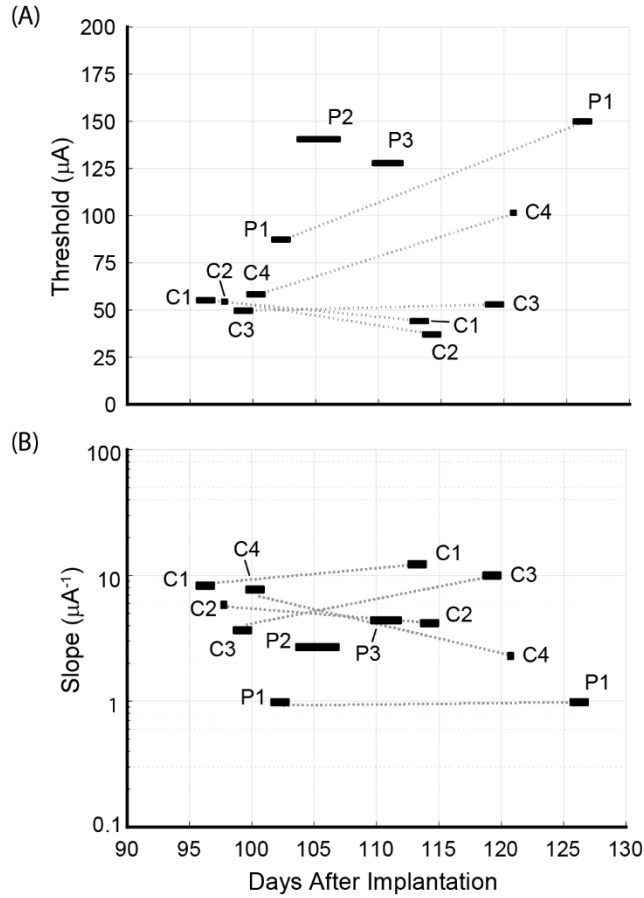 (A)
200
175
150
125
100
75
50
25
0
Threshold (μA)
P1
P2
P3
C4
P1
C2
C4
C1
C3
C3
C1
C2
(B)
100
10
1
0.1
Slope (μA⁻¹)
C4
C1
C1
C3
C2
C2
C3
P2
P3
C4
P1
P1
90 95 100 105 110 115 120 125 130
Days After Implantation